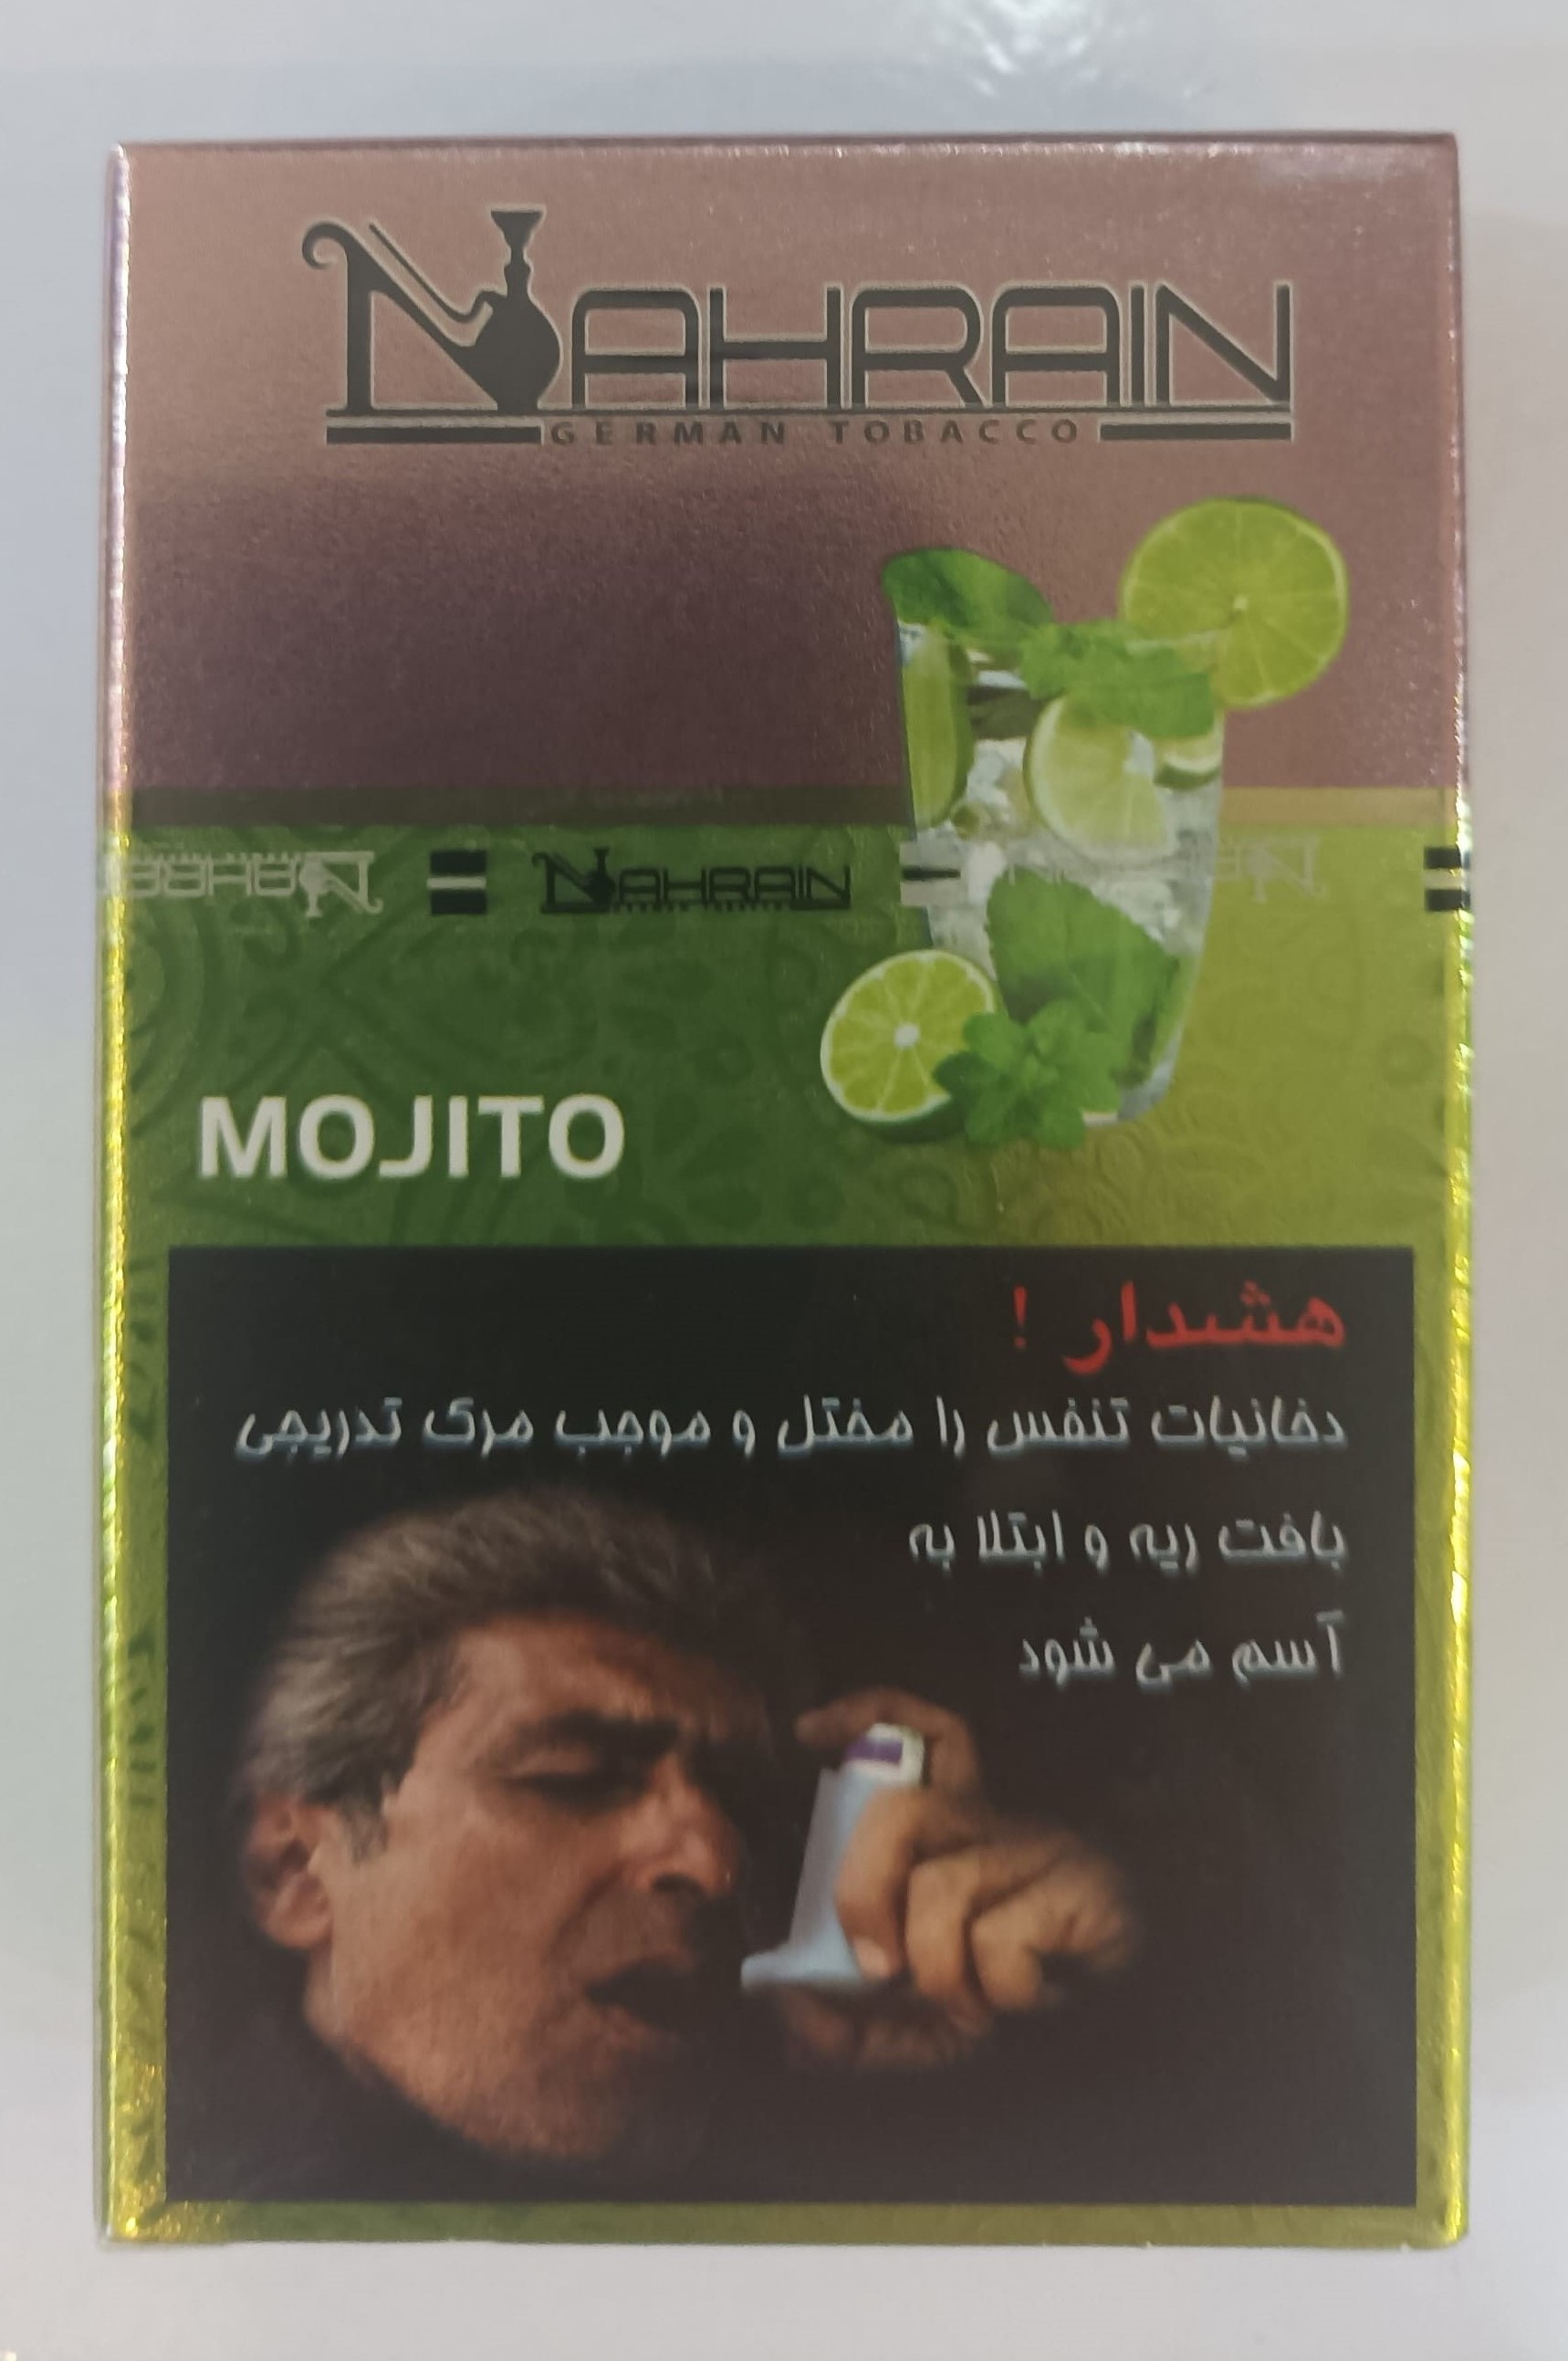 NAHRAIN
GERMAN TOBACCO
NAHRAIN
MOJITO
هشدار !
دخانیات تنفس را مختل و موجب مرگ تدریجی
بافت ریه و ابتلا به
آسم می شود